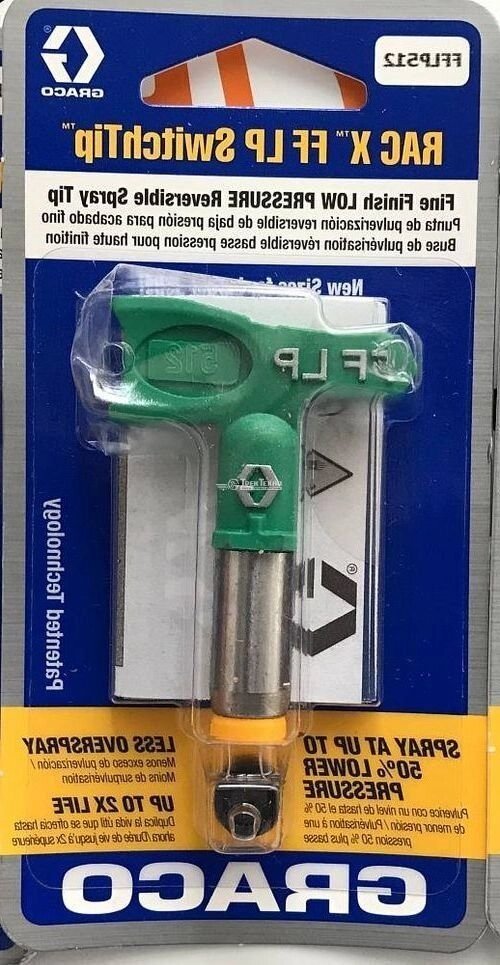 GRACO
FFLP512
RAC X™ FF LP SwitchTip™
Fine Finish LOW PRESSURE Reversible Spray Tip
Punta de pulverización reversible de baja presión para acabado fino
Buse de pulvérisation réversible basse pression pour haute finition
New Sizes
FF LP
512
ТРЕКТЕХНО
®
Patented Technology
SPRAY AT UP TO
50% LOWER
PRESSURE
Pulverice con un nivel de hasta el 50 %
de menor presión / Pulvérisation à une
pression 50 % plus basse
LESS OVERSPRAY
Menos exceso de pulverización /
Moins de surpulvérisation
UP TO 2X LIFE
Duplica la vida útil que se ofrecía hasta
ahora/Durée de vie jusqu'à 2x supérieure
GRACO